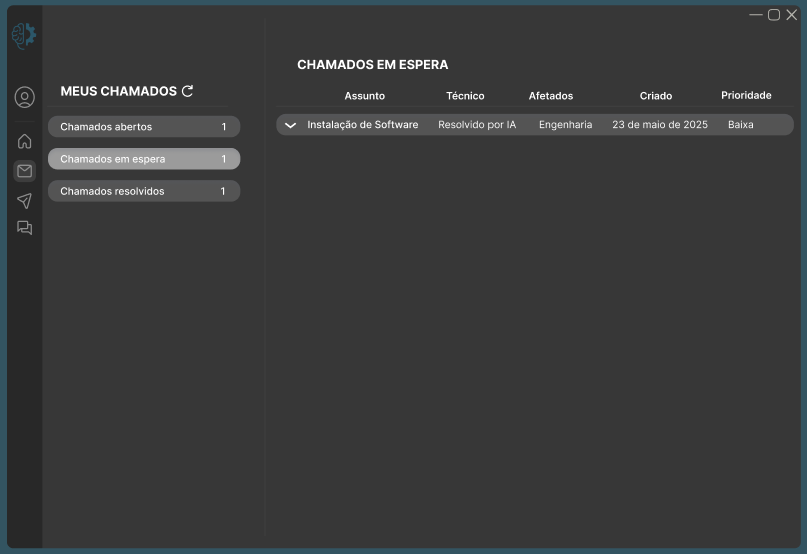 MEUS CHAMADOS
Chamados abertos 1
Chamados em espera 1
Chamados resolvidos 1
CHAMADOS EM ESPERA
Assunto Técnico Afetados Criado Prioridade
Instalação de Software Resolvido por IA Engenharia 23 de maio de 2025 Baixa